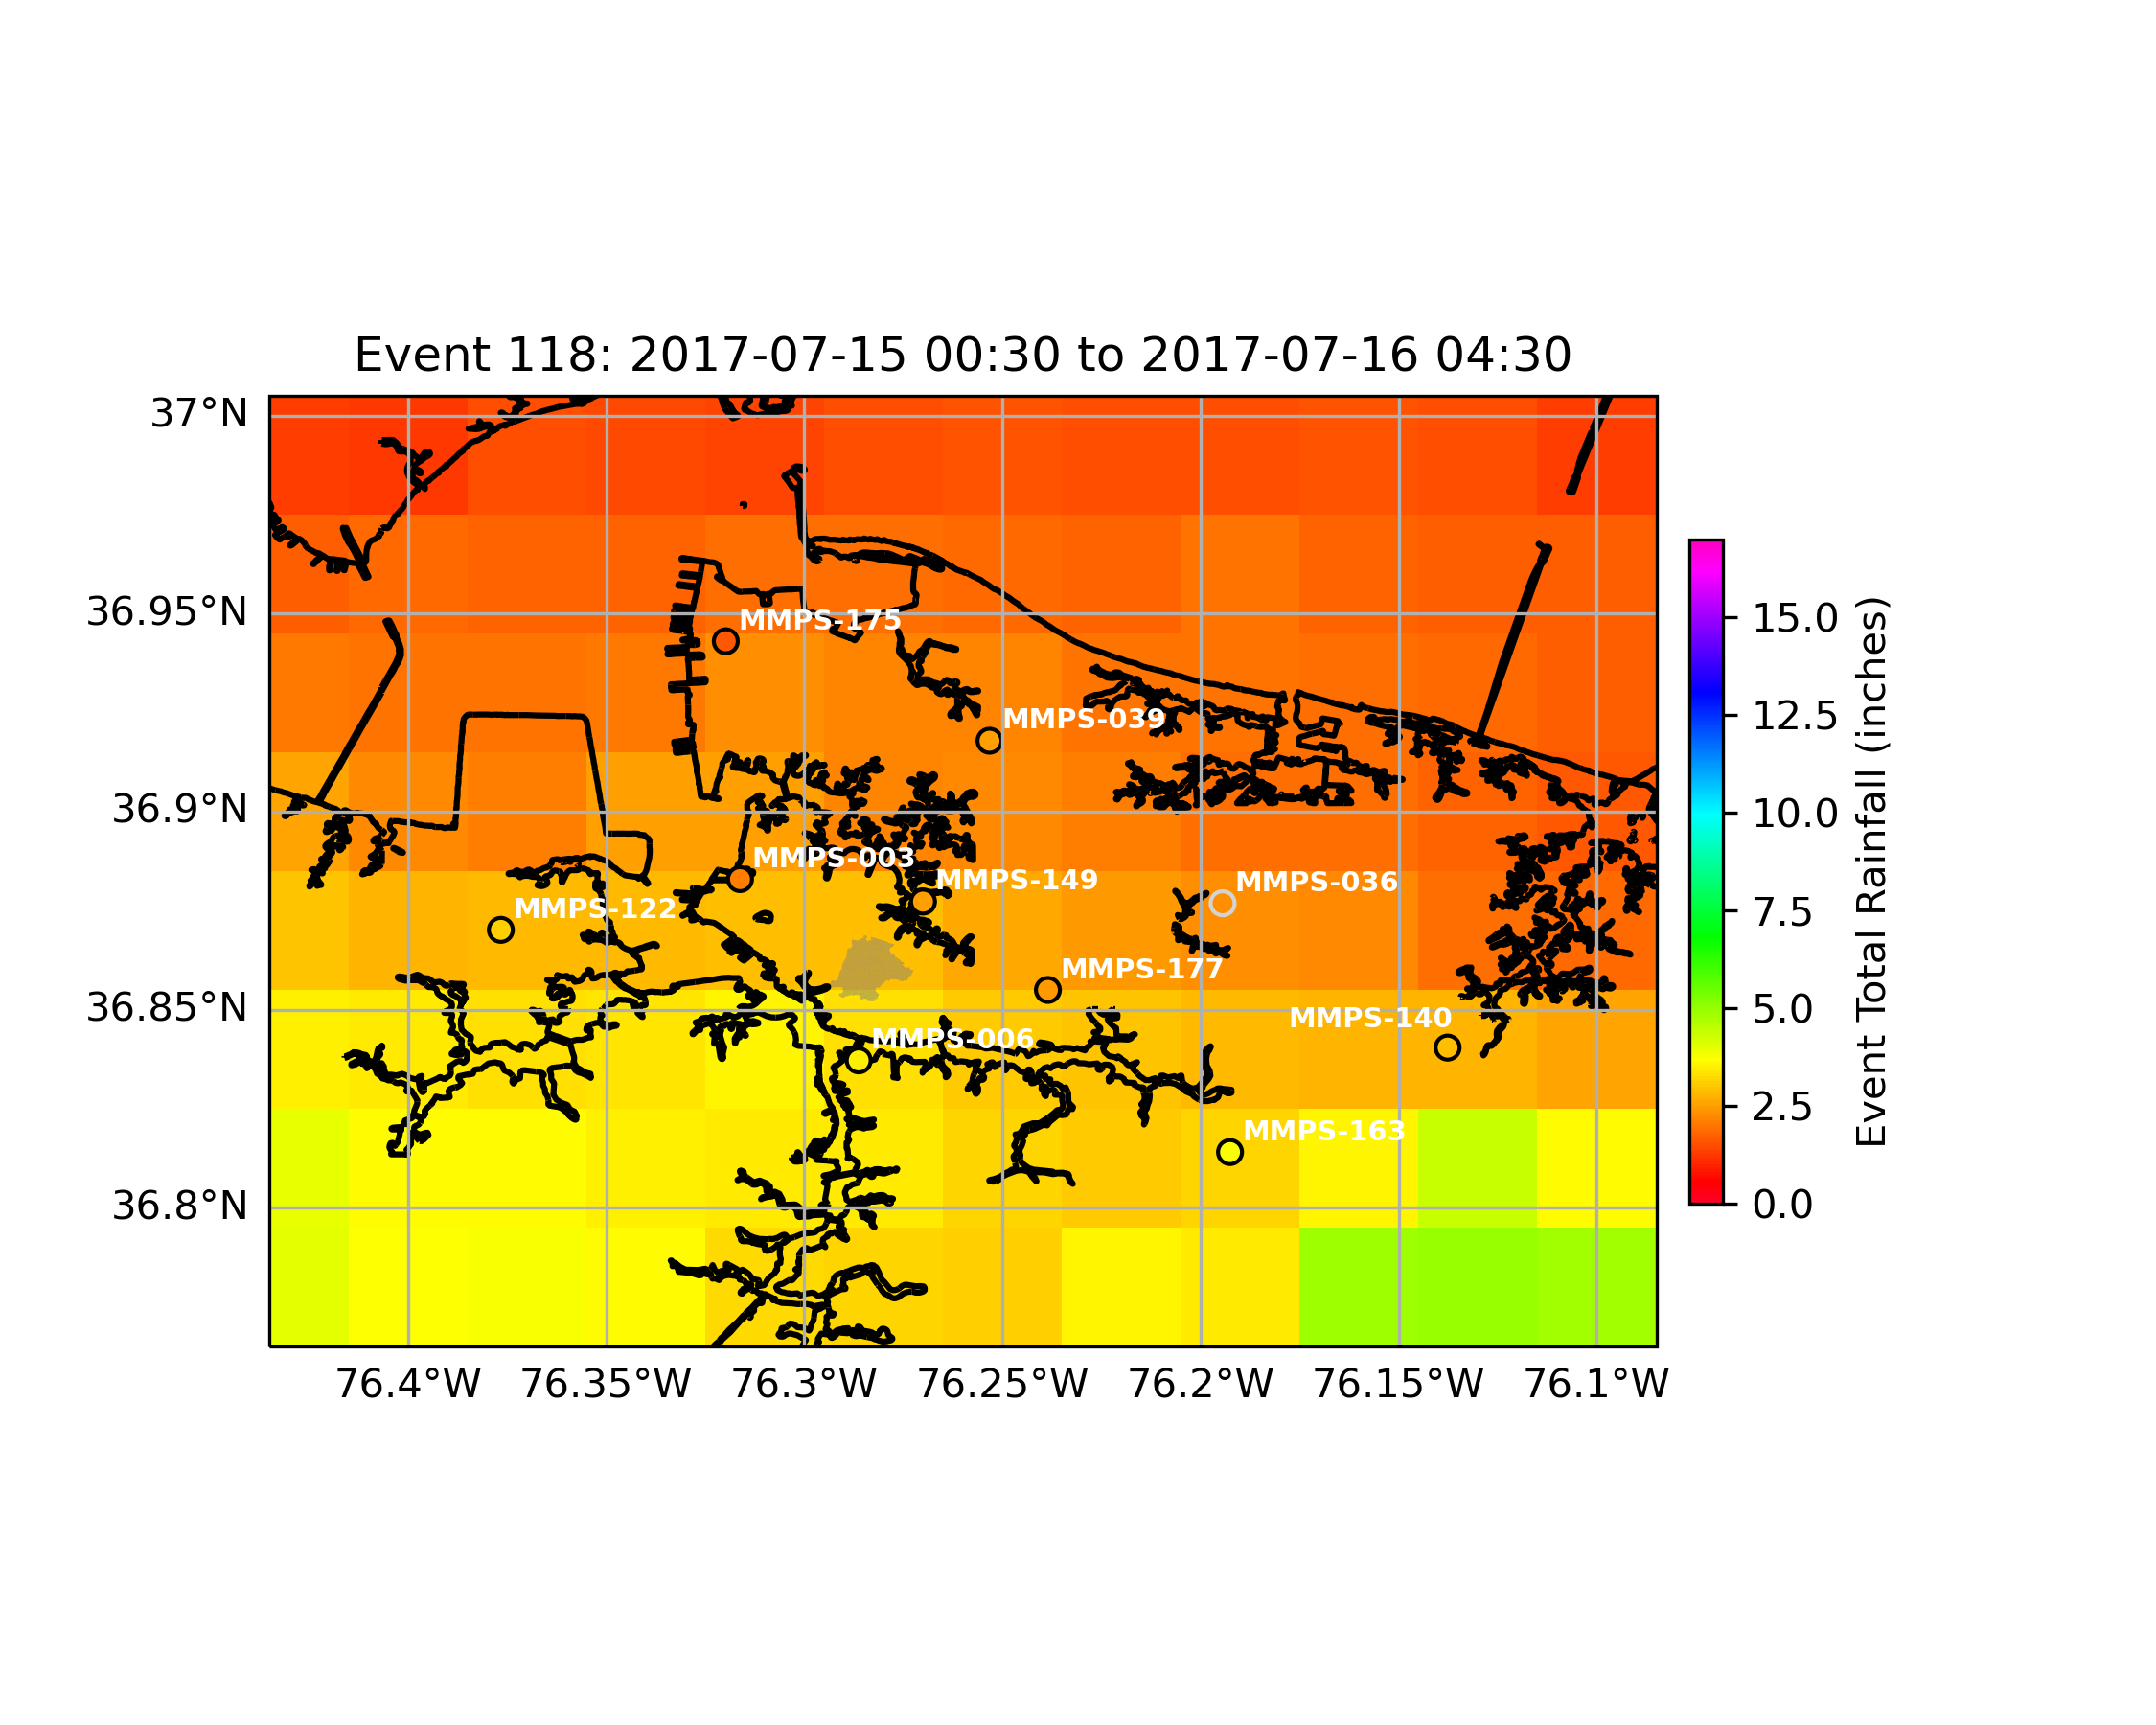 Event 118: 2017-07-15 00:30 to 2017-07-16 04:30
37°N
36.95°N
36.9°N
36.85°N
36.8°N
MMPS-175
MMPS-039
MMPS-003
MMPS-149
MMPS-036
MMPS-122
MMPS-177
MMPS-140
MMPS-006
MMPS-163
76.4°W
76.35°W
76.3°W
76.25°W
76.2°W
76.15°W
76.1°W
15.0
12.5
10.0
7.5
5.0
2.5
0.0
Event Total Rainfall (inches)